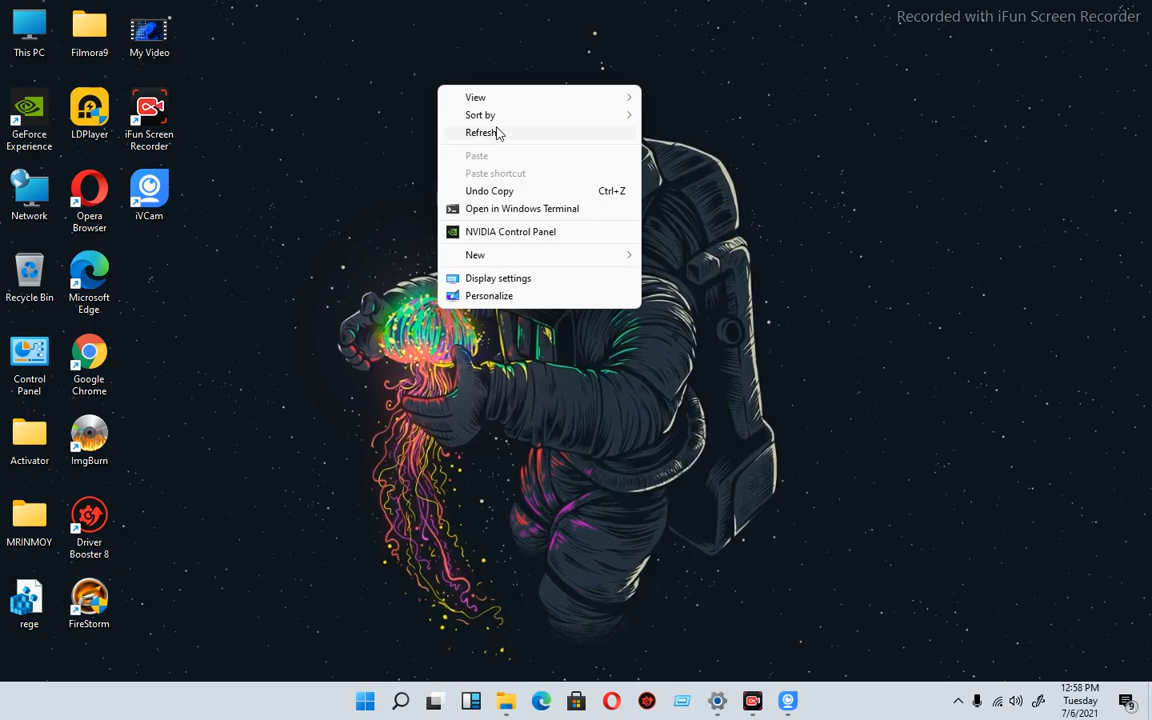 Recorded with iFun Screen Recorder
This PC
Filmora9
My Video
GeForce
Experience
LDPlayer
iFun Screen
Recorder
Network
Opera
Browser
iVCam
Recycle Bin
Microsoft
Edge
Control
Panel
Google
Chrome
Activator
ImgBurn
MRINMOY
Driver
Booster 8
rege
FireStorm
View
Sort by
Refresh
Paste
Paste shortcut
Undo Copy Ctrl+Z
Open in Windows Terminal
NVIDIA Control Panel
New
Display settings
Personalize
12:58 PM
Tuesday
7/6/2021
9